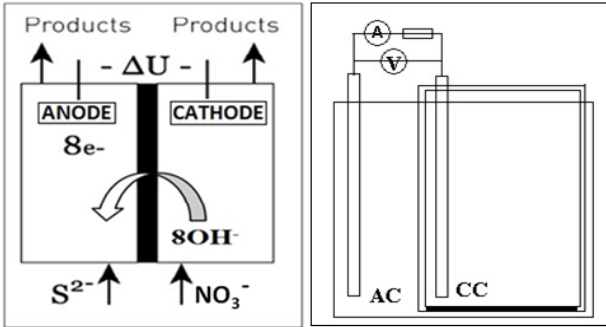 Products Products
- ΔU -
ANODE CATHODE
8e-
8OH-
S²⁻ NO₃⁻
A
V
AC CC